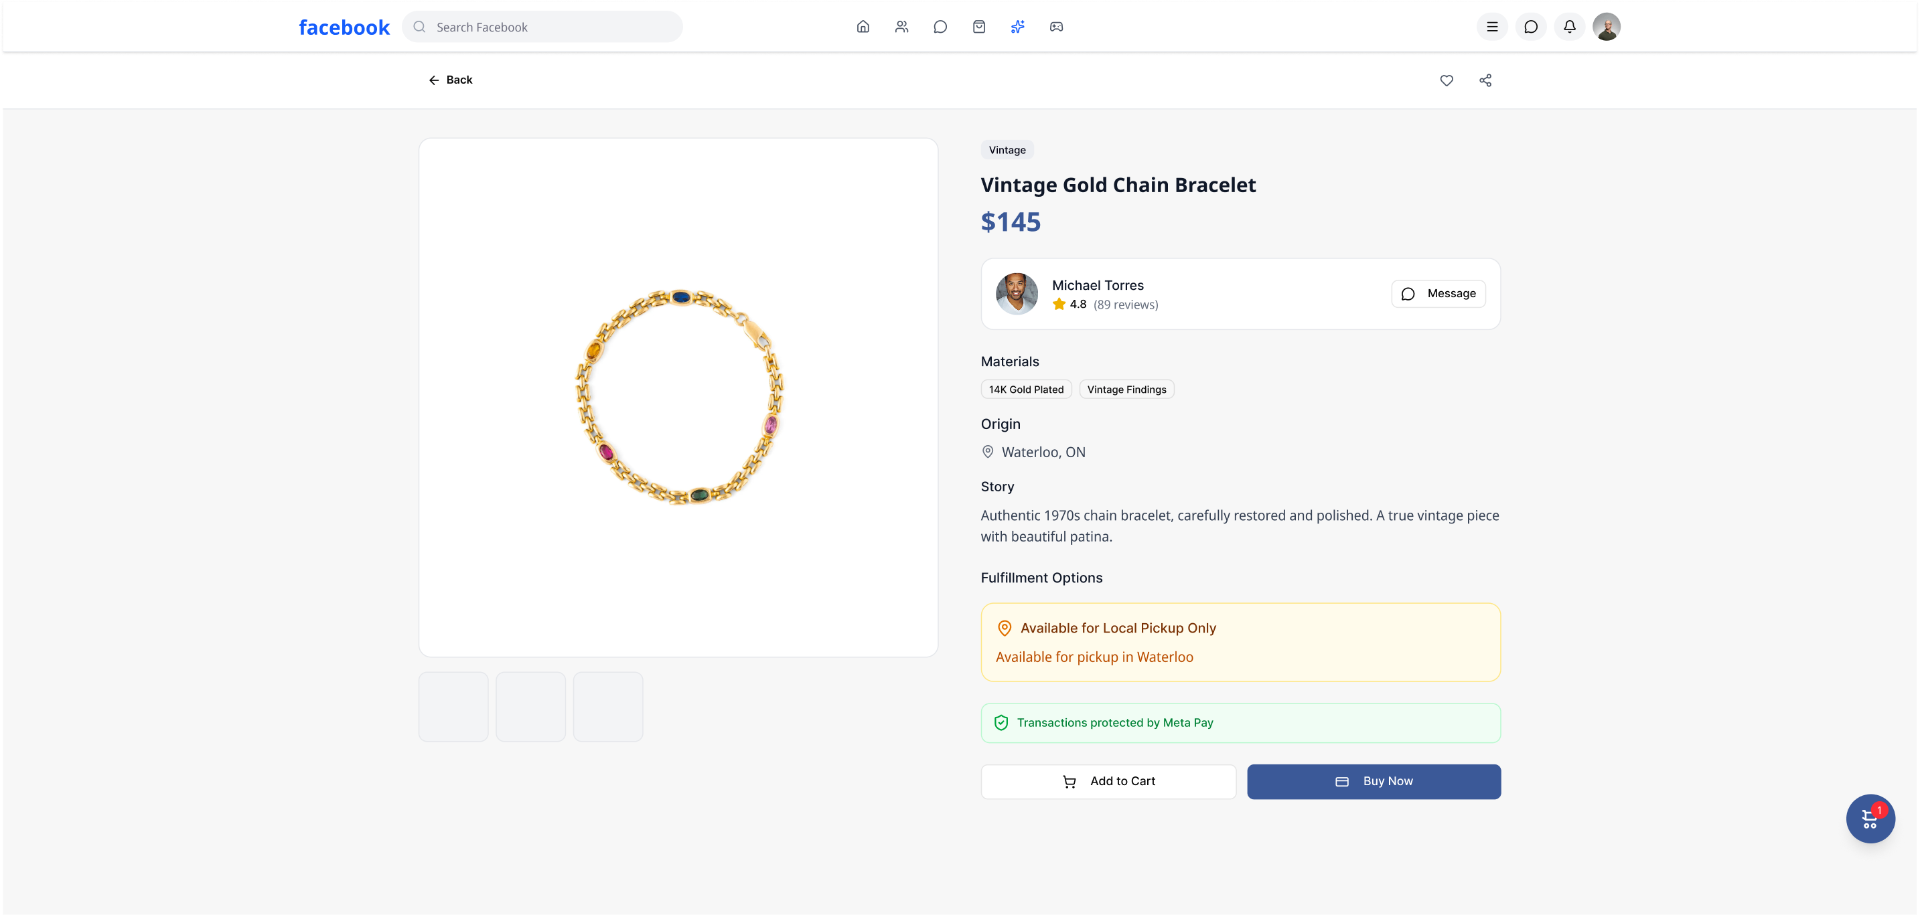 facebook
Search Facebook
Back
Vintage
Vintage Gold Chain Bracelet
$145
Michael Torres
4.8 (89 reviews)
Message
Materials
14K Gold Plated
Vintage Findings
Origin
Waterloo, ON
Story
Authentic 1970s chain bracelet, carefully restored and polished. A true vintage piece
with beautiful patina.
Fulfillment Options
Available for Local Pickup Only
Available for pickup in Waterloo
Transactions protected by Meta Pay
Add to Cart
Buy Now
1